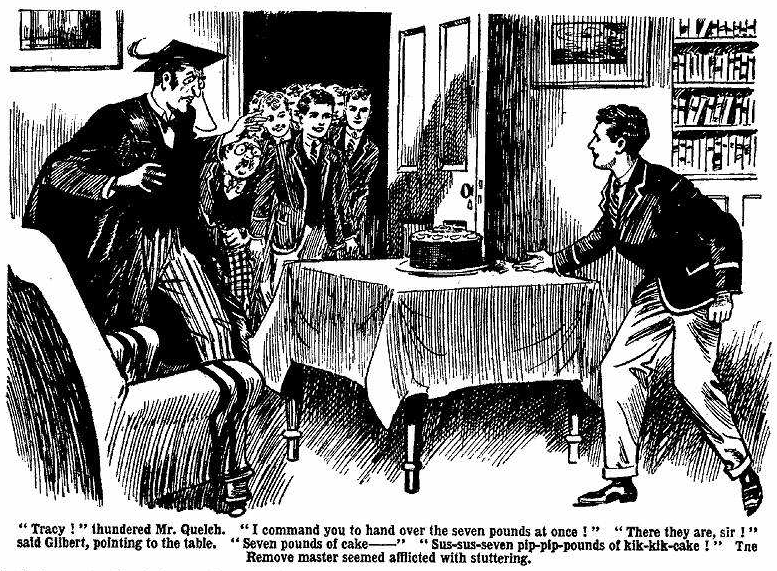 “ Tracy ! ” thundered Mr. Quelch. “ I command you to hand over the seven pounds at once ! ” “ There they are, sir ! ”
said Gilbert, pointing to the table. “ Seven pounds of cake—— ” “ Sus-sus-seven pip-pip-pounds of kik-kik-cake ! ” The
Remove master seemed afflicted with stuttering.